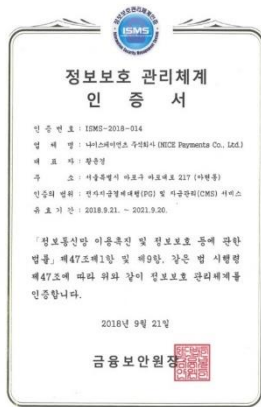 ISMS
정보보호 관리체계
인 증 서
인 증 번 호 : ISMS-2018-014
업 체 명 : 나이스페이먼츠 주식회사 (NICE Payments Co., Ltd.)
대 표 자 : 황윤경
주 소 : 서울특별시 마포구 마포대로 217 (아현동)
인증의 범위 : 전자지급결제대행(PG) 및 자금관리(CMS) 서비스
유 효 기 간 : 2018.9.21. ~ 2021.9.20.
「정보통신망 이용촉진 및 정보보호 등에 관한
법률」 제47조제1항 및 제9항, 같은 법 시행령
제47조에 따라 위와 같이 정보보호 관리체계를
인증합니다.
2018년 9월 21일
금융보안원장